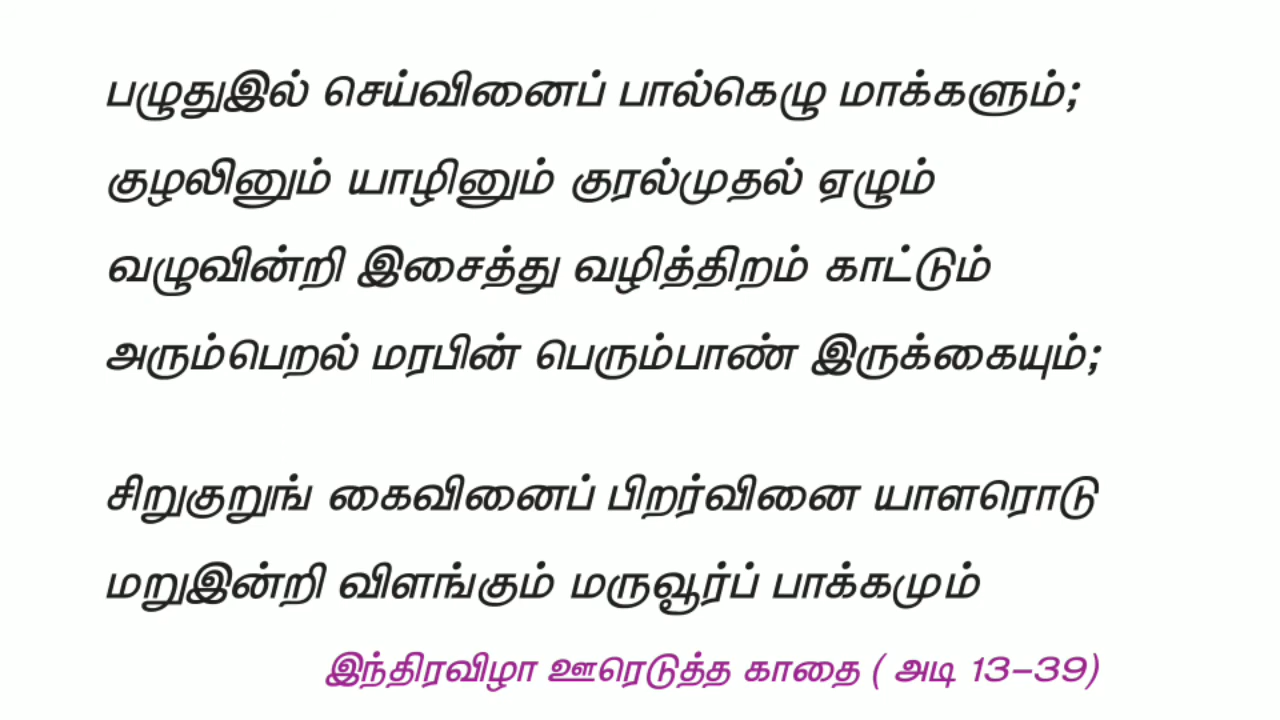 பழுதுஇல் செய்வினைப் பால்கெழு மாக்களும்;
குழலினும் யாழினும் குரல்முதல் ஏழும்
வழுவின்றி இசைத்து வழித்திறம் காட்டும்
அரும்பெறல் மரபின் பெரும்பாண் இருக்கையும்;
சிறுகுறுங் கைவினைப் பிறர்வினை யாளரொடு
மறுஇன்றி விளங்கும் மருவூர்ப் பாக்கமும்
இந்திரவிழா ஊரெடுத்த காதை ( அடி 13–39)